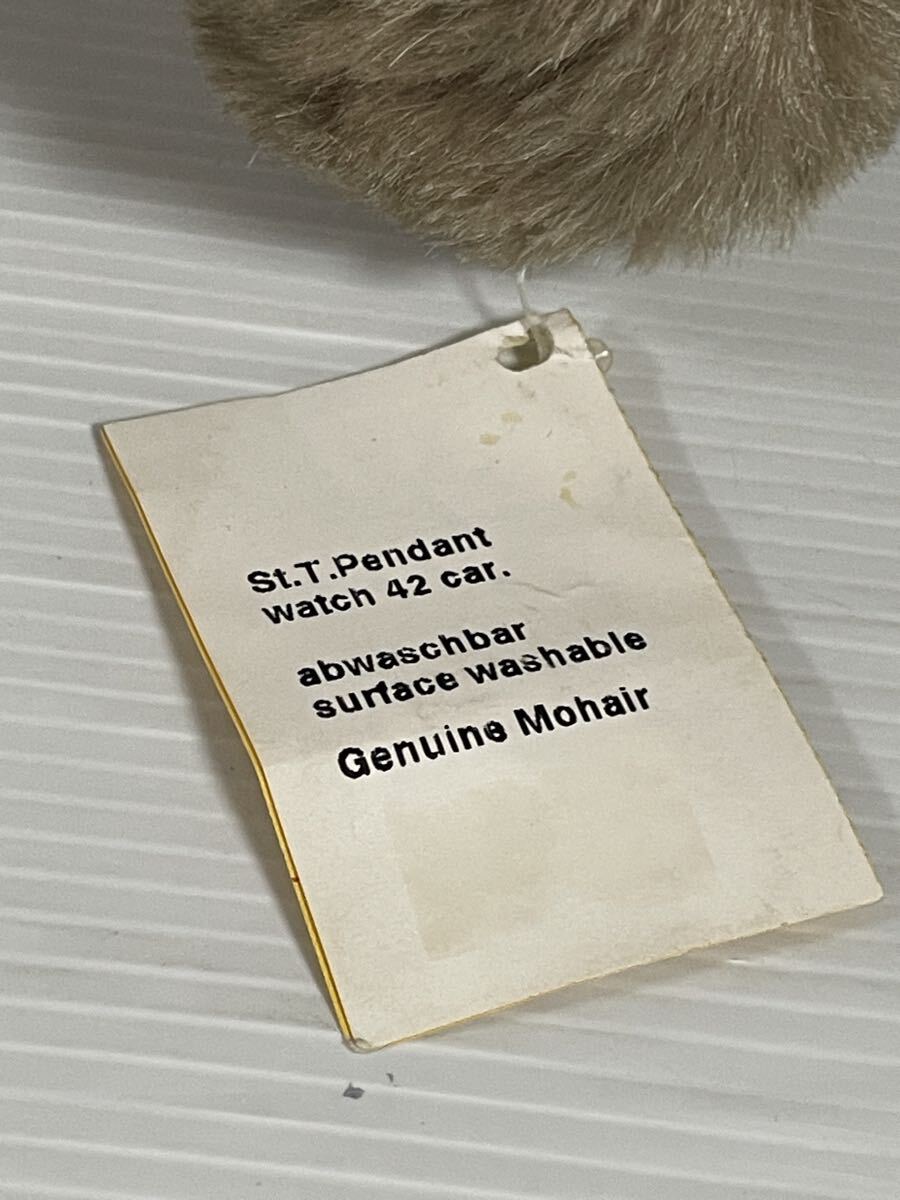 St.T.Pendant
watch 42 car.
abwaschbar
surface washable
Genuine Mohair